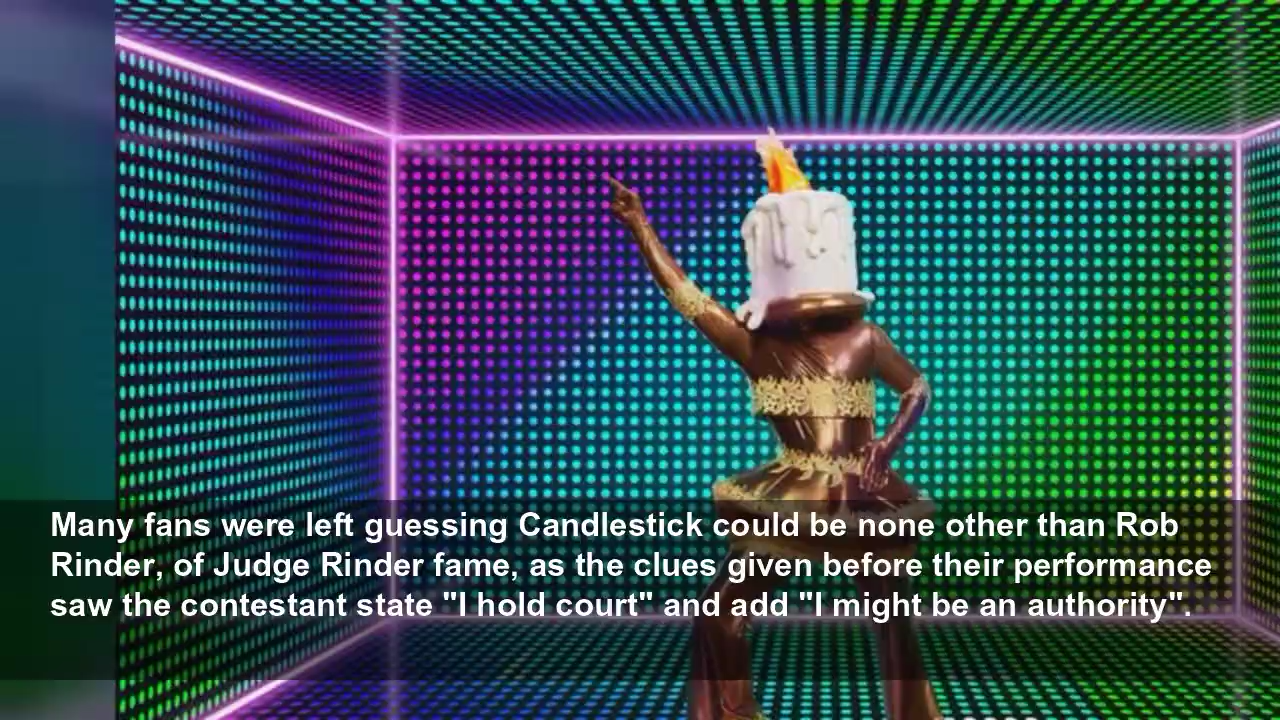 Many fans were left guessing Candlestick could be none other than Rob
Rinder, of Judge Rinder fame, as the clues given before their performance
saw the contestant state "I hold court" and add "I might be an authority".